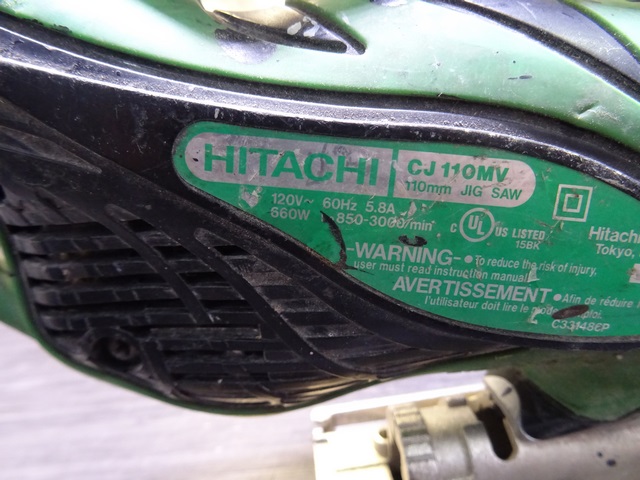 HITACHI
CJ 110MV
110mm JIG SAW
120V~ 60Hz 5.8A
660W 850-3000/min
C UL US LISTED
15BK
Hitachi
Tokyo,
-WARNING- •To reduce the risk of injury,
user must read instruction manual.
AVERTISSEMENT •Afin de réduire
l'utilisateur doit lire le
C33148EP